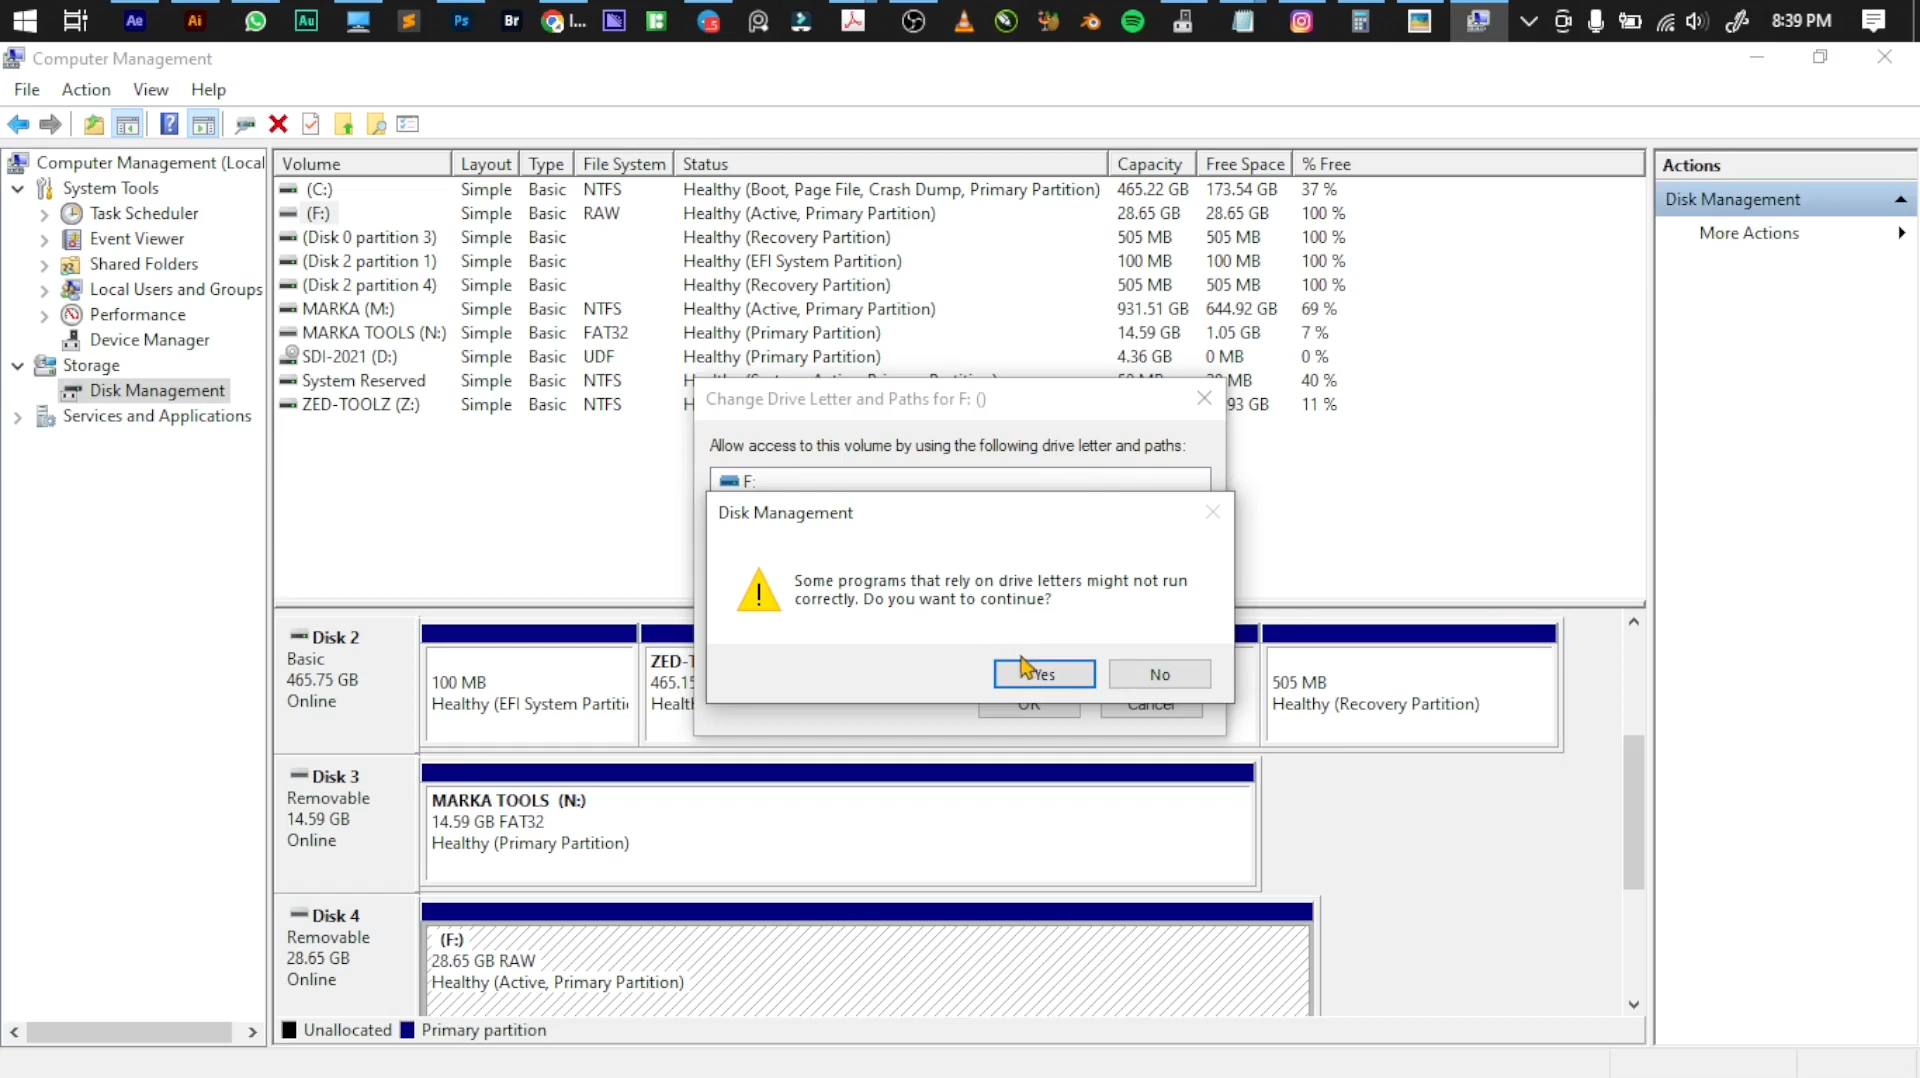 Ae
Ai
Au
Ps
Br
I...
8:39 PM
Computer Management
File Action View Help
Computer Management (Local
System Tools
Task Scheduler
Event Viewer
Shared Folders
Local Users and Groups
Performance
Device Manager
Storage
Disk Management
Services and Applications
Volume Layout Type File System Status Capacity Free Space % Free
(C:) Simple Basic NTFS Healthy (Boot, Page File, Crash Dump, Primary Partition) 465.22 GB 173.54 GB 37 %
(F:) Simple Basic RAW Healthy (Active, Primary Partition) 28.65 GB 28.65 GB 100 %
(Disk 0 partition 3) Simple Basic Healthy (Recovery Partition) 505 MB 505 MB 100 %
(Disk 2 partition 1) Simple Basic Healthy (EFI System Partition) 100 MB 100 MB 100 %
(Disk 2 partition 4) Simple Basic Healthy (Recovery Partition) 505 MB 505 MB 100 %
MARKA (M:) Simple Basic NTFS Healthy (Active, Primary Partition) 931.51 GB 644.92 GB 69 %
MARKA TOOLS (N:) Simple Basic FAT32 Healthy (Primary Partition) 14.59 GB 1.05 GB 7 %
SDI-2021 (D:) Simple Basic UDF Healthy (Primary Partition) 4.36 GB 0 MB 0 %
System Reserved Simple Basic NTFS MB 40 %
ZED-TOOLZ (Z:) Simple Basic NTFS H 93 GB 11 %
Change Drive Letter and Paths for F: ()
Allow access to this volume by using the following drive letter and paths:
F:
Disk Management
Some programs that rely on drive letters might not run
correctly. Do you want to continue?
Yes No
OK Cancel
Disk 2
Basic
465.75 GB
Online
100 MB
Healthy (EFI System Partiti
ZED-T
465.15
Healt
505 MB
Healthy (Recovery Partition)
Disk 3
Removable
14.59 GB
Online
MARKA TOOLS (N:)
14.59 GB FAT32
Healthy (Primary Partition)
Disk 4
Removable
28.65 GB
Online
(F:)
28.65 GB RAW
Healthy (Active, Primary Partition)
Unallocated Primary partition
Actions
Disk Management
More Actions